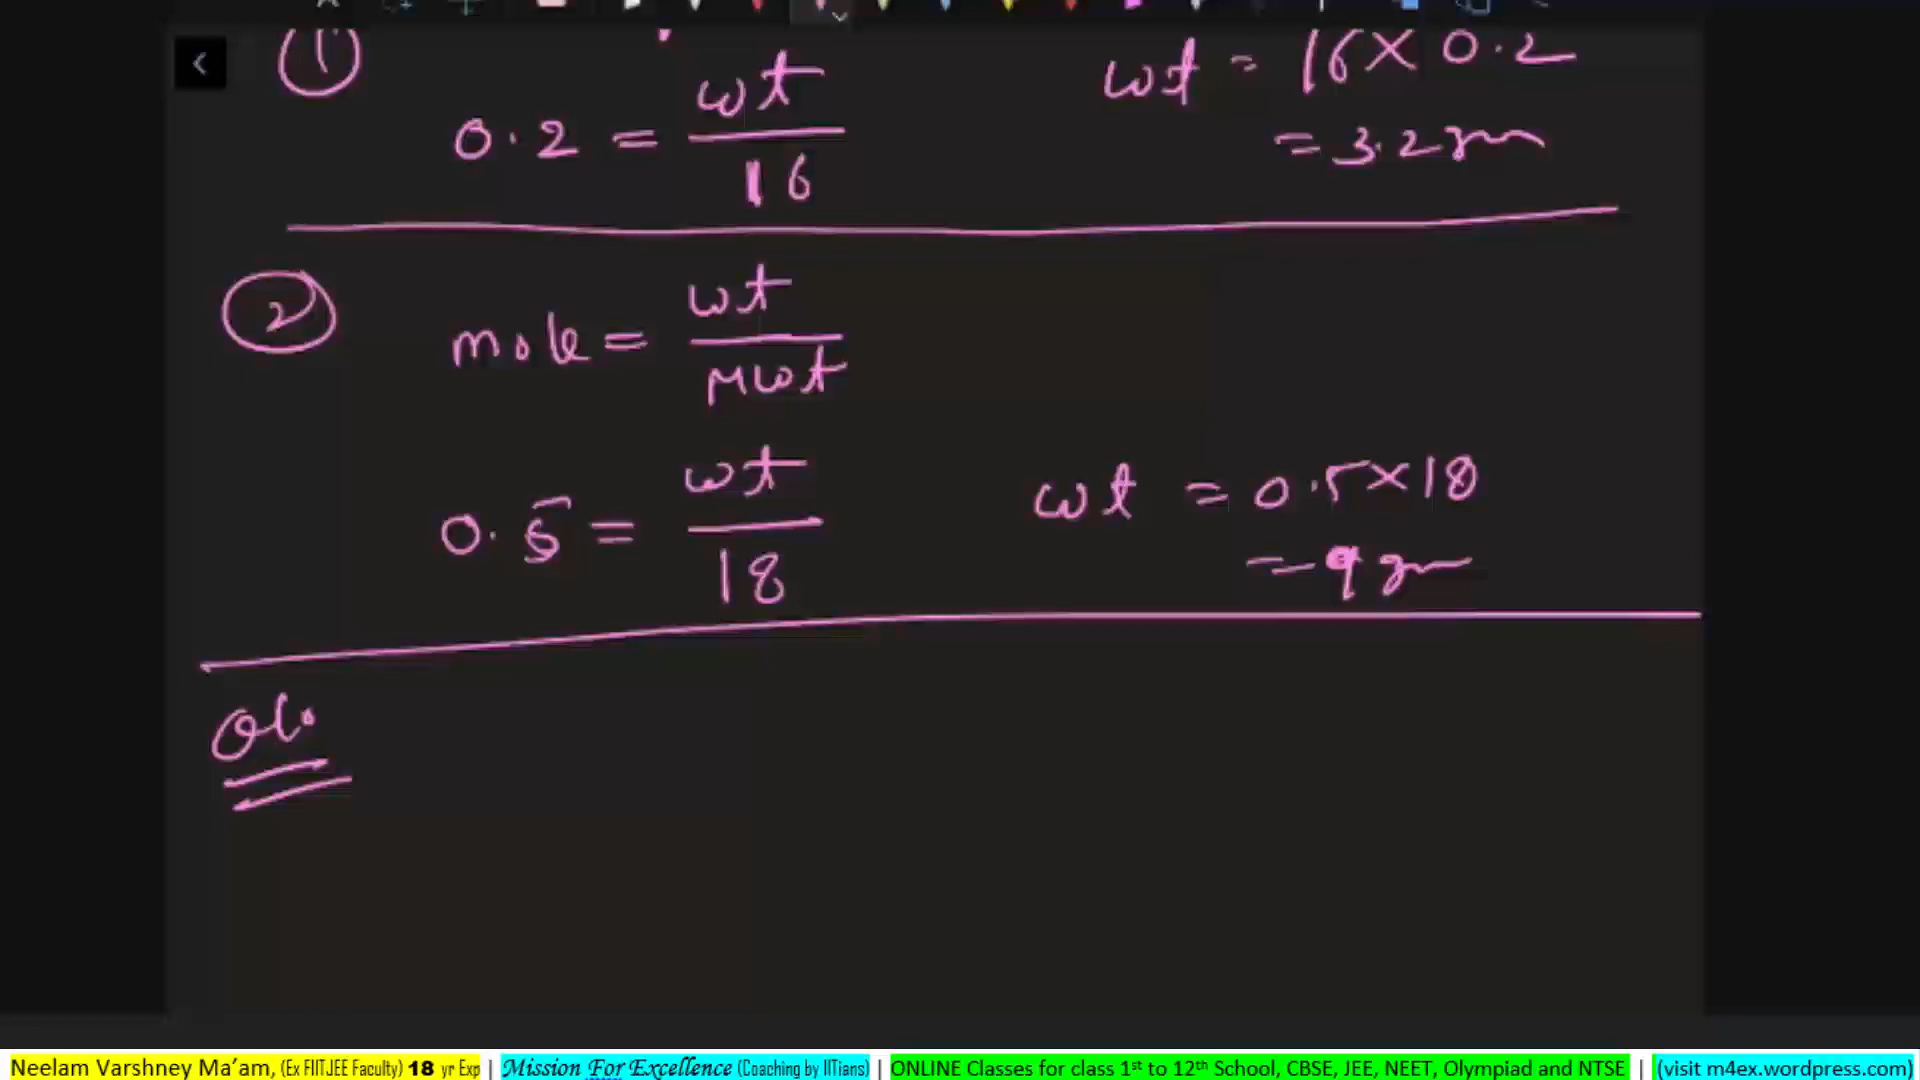 ① 0.2 = wt/16
wt = 16 × 0.2
= 3.2 gm
② mole = wt/Mwt
0.5 = wt/18
wt = 0.5 × 18
= 9 gm
Neelam Varshney Ma’am, (Ex FIITJEE Faculty) 18 yr Exp | Mission For Excellence (Coaching by IITians) | ONLINE Classes for class 1st to 12th School, CBSE, JEE, NEET, Olympiad and NTSE | (visit m4ex.wordpress.com)